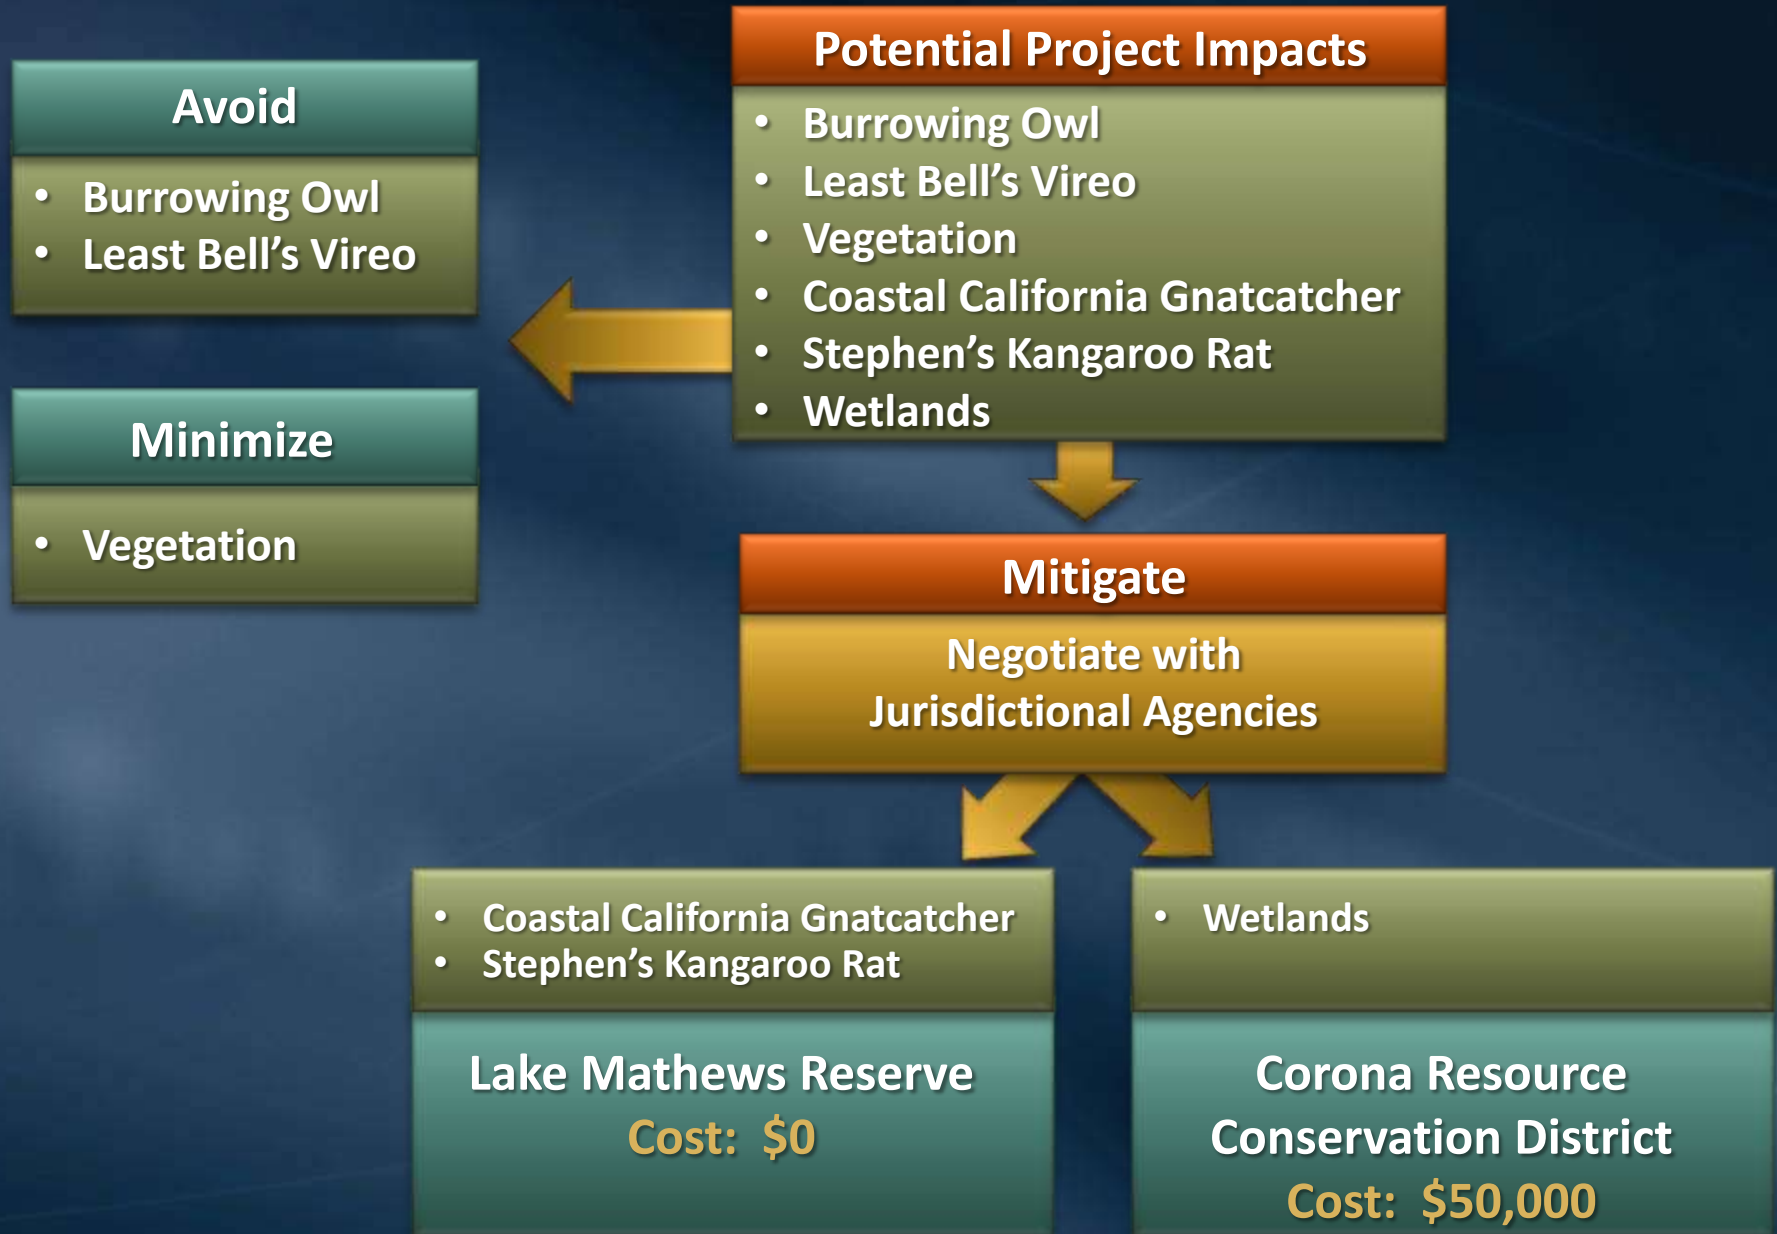 Potential Project Impacts
• Burrowing Owl
• Least Bell's Vireo
• Vegetation
• Coastal California Gnatcatcher
• Stephen's Kangaroo Rat
• Wetlands
Avoid
• Burrowing Owl
• Least Bell's Vireo
Minimize
• Vegetation
Mitigate
Negotiate with
Jurisdictional Agencies
• Coastal California Gnatcatcher
• Stephen's Kangaroo Rat
Lake Mathews Reserve
Cost: $0
• Wetlands
Corona Resource
Conservation District
Cost: $50,000